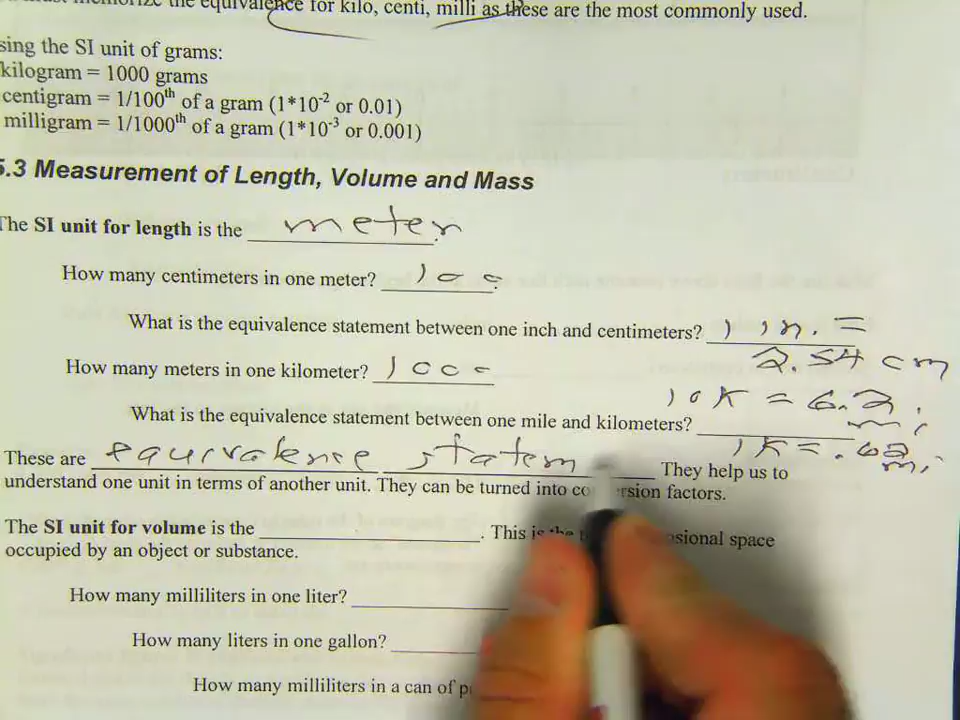 the equivalence for kilo, centi, milli as these are the most commonly used.
sing the SI unit of grams:
kilogram = 1000 grams
centigram = 1/100th of a gram (1*10-2 or 0.01)
milligram = 1/1000th of a gram (1*10-3 or 0.001)
5.3 Measurement of Length, Volume and Mass
The SI unit for length is the meter
How many centimeters in one meter? 100
What is the equivalence statement between one inch and centimeters? 1 in. =
2.54 cm
How many meters in one kilometer? 1000
10K = 6.2
mi
What is the equivalence statement between one mile and kilometers?
1K = .62
mi
These are equivalence statem They help us to
understand one unit in terms of another unit. They can be turned into co rsion factors.
The SI unit for volume is the . This is the sional space
occupied by an object or substance.
How many milliliters in one liter?
How many liters in one gallon?
How many milliliters in a can of